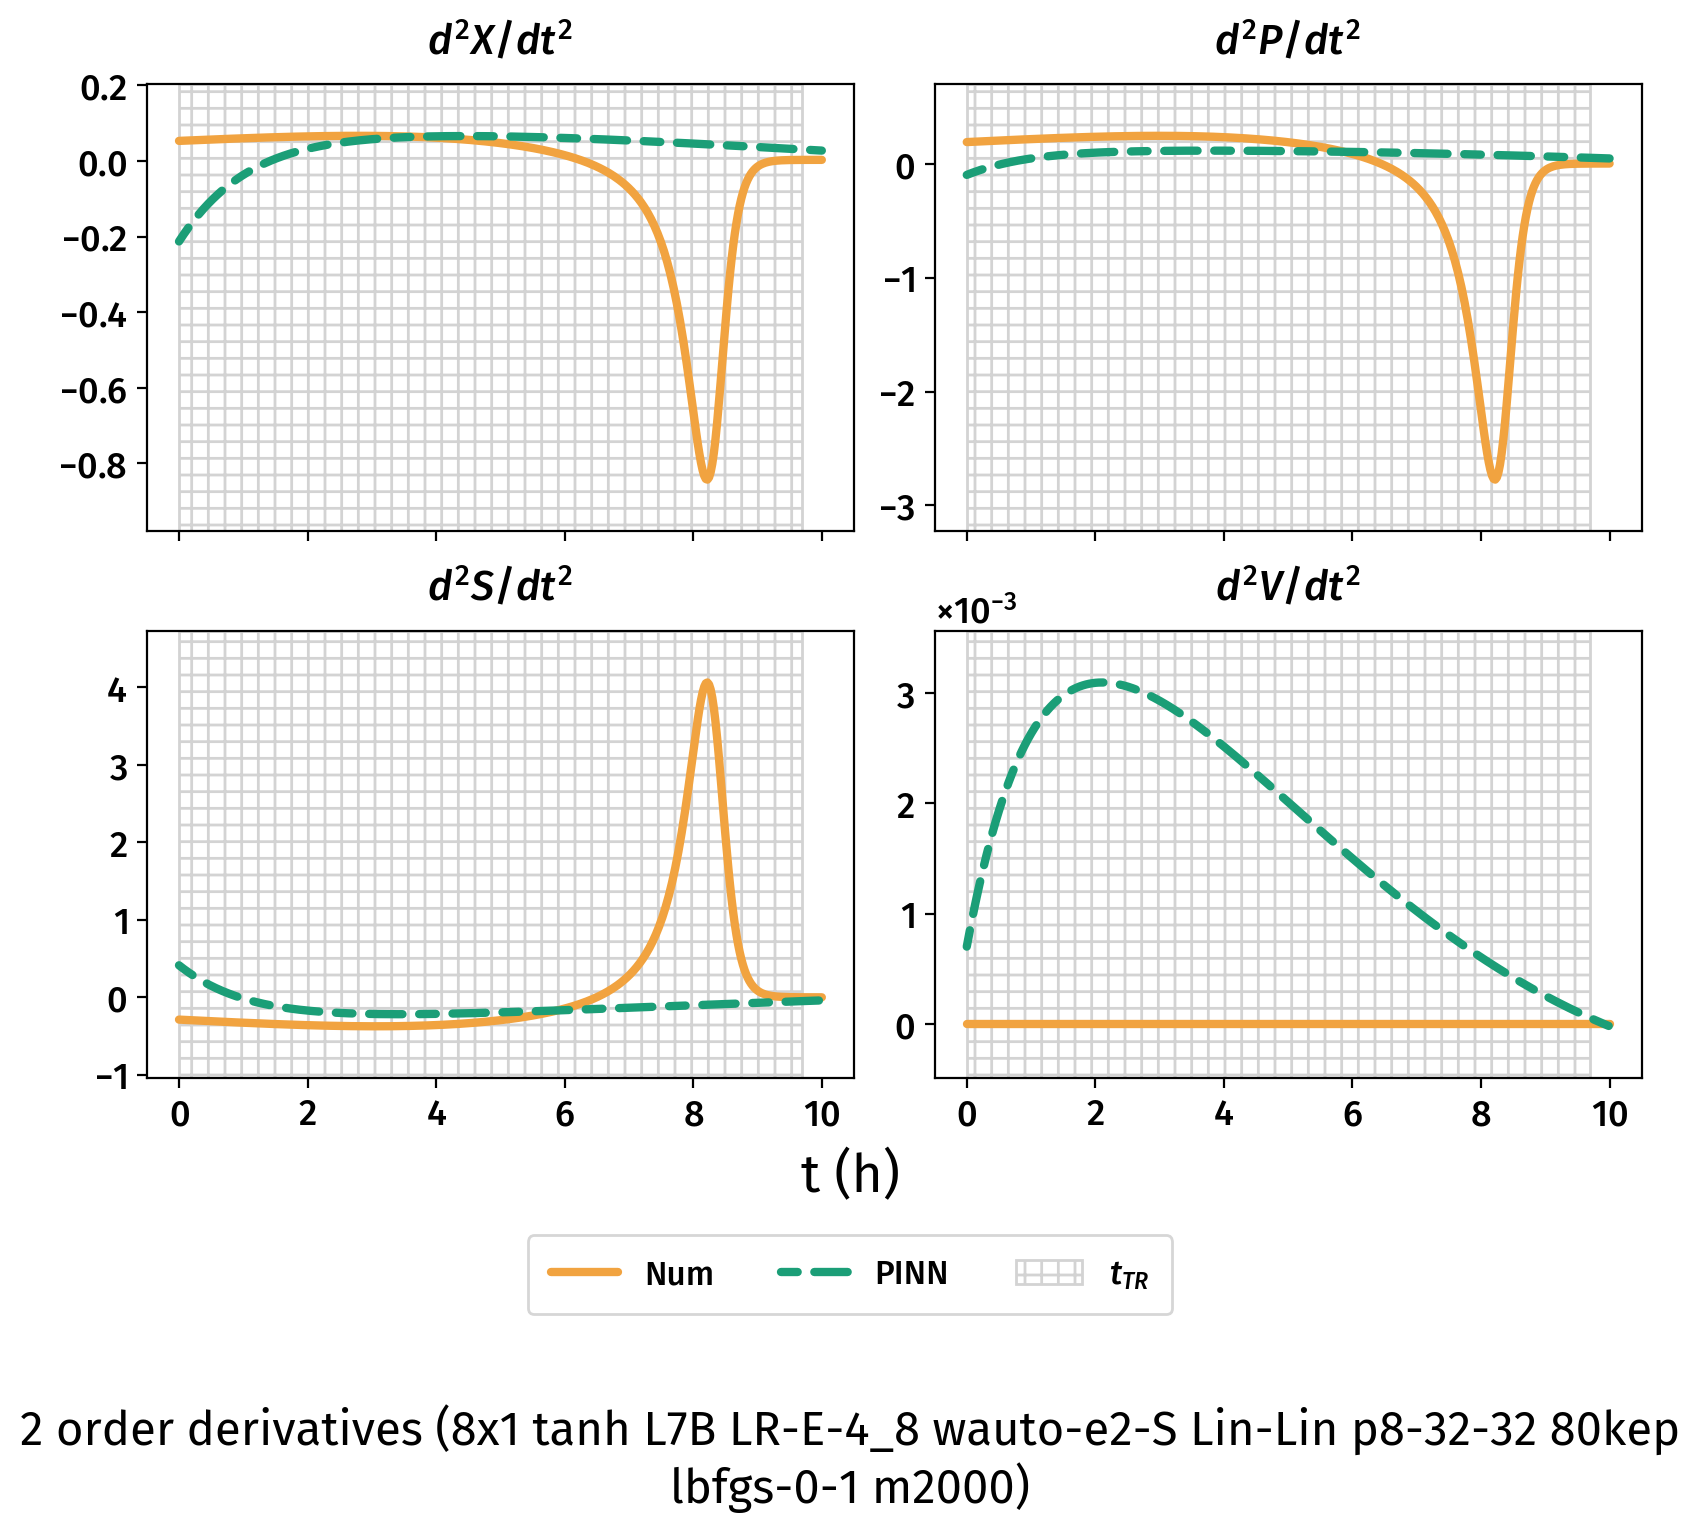 d²X/dt²
d²P/dt²
0.2
0.0
−0.2
−0.4
−0.6
−0.8
0
−1
−2
−3
d²S/dt²
d²V/dt²
×10⁻³
4
3
2
1
0
−1
3
2
1
0
0 2 4 6 8 10
0 2 4 6 8 10
t (h)
Num PINN t_TR
2 order derivatives (8x1 tanh L7B LR-E-4_8 wauto-e2-S Lin-Lin p8-32-32 80kep
lbfgs-0-1 m2000)